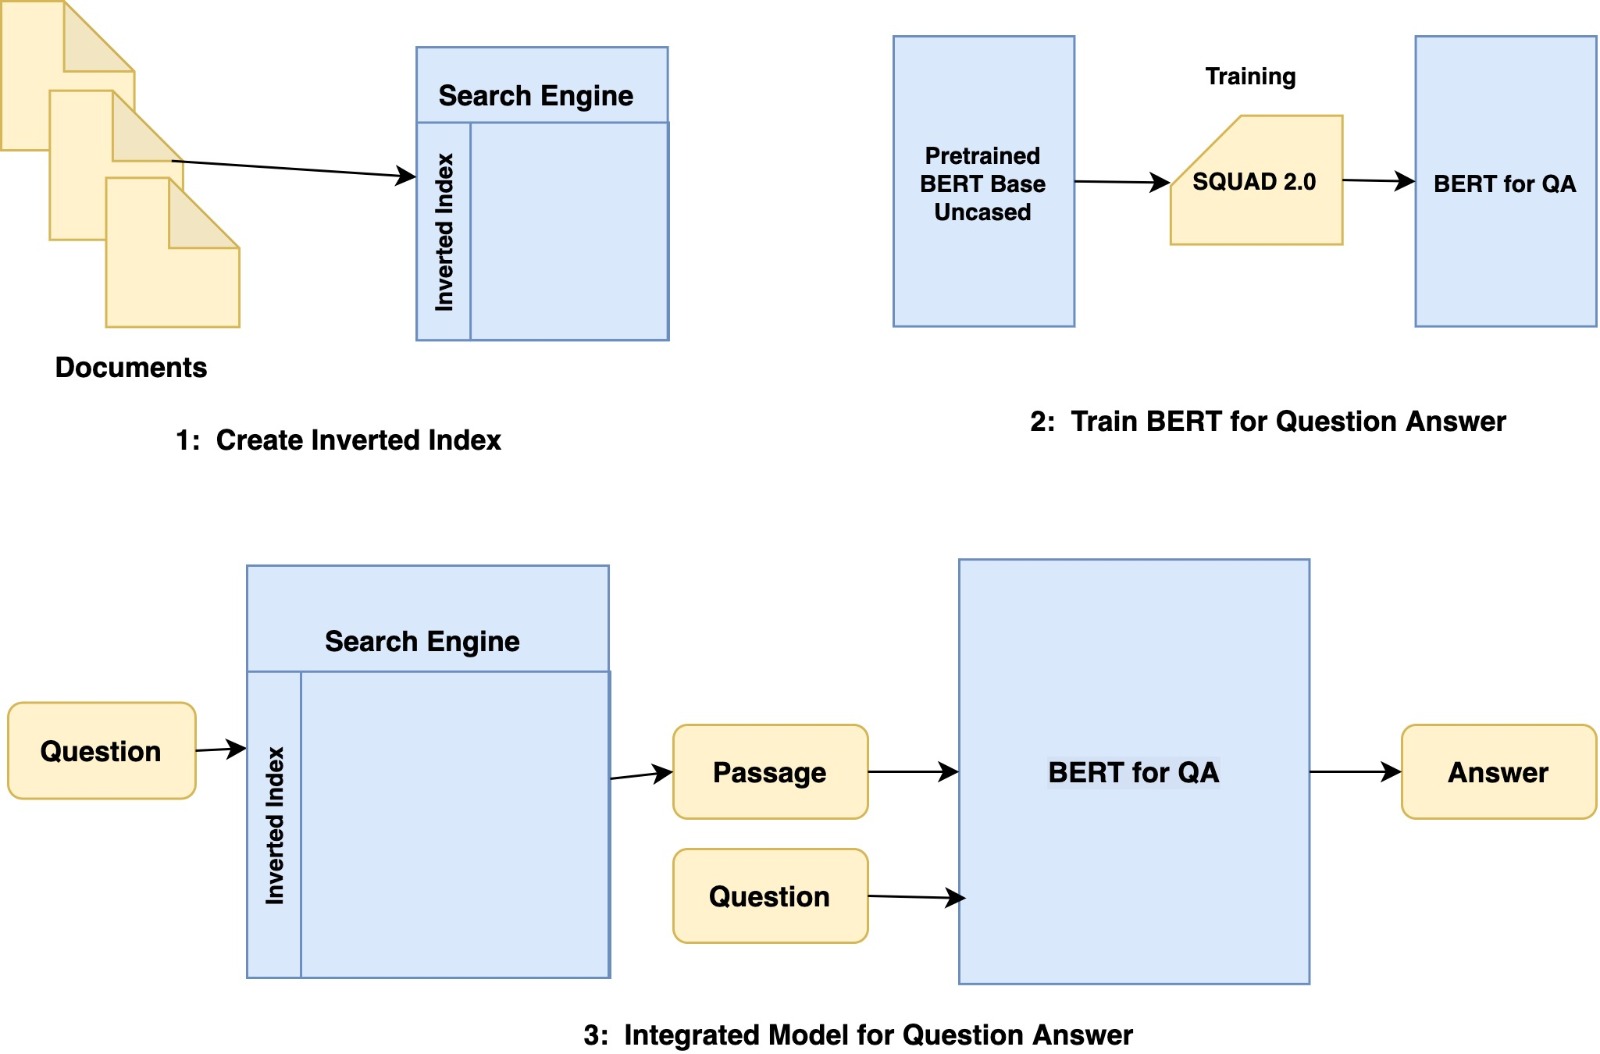 Search Engine
Inverted Index
Documents
1:  Create Inverted Index
Training
Pretrained
BERT Base
Uncased
SQUAD 2.0
BERT for QA
2:  Train BERT for Question Answer
Question
Search Engine
Inverted Index
Passage
Question
BERT for QA
Answer
3:  Integrated Model for Question Answer